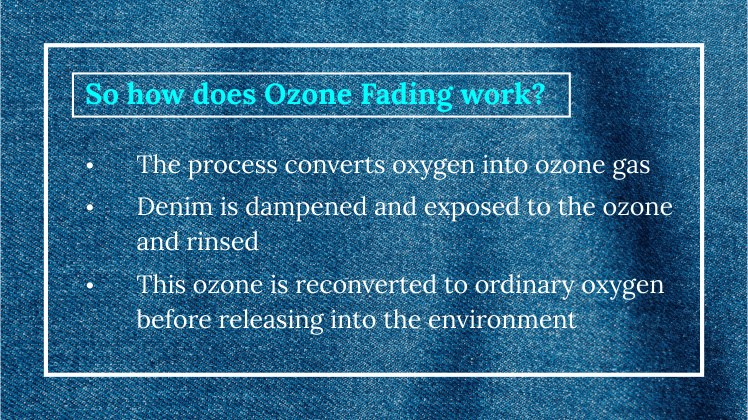 So how does Ozone Fading work?
• The process converts oxygen into ozone gas
• Denim is dampened and exposed to the ozone
and rinsed
• This ozone is reconverted to ordinary oxygen
before releasing into the environment